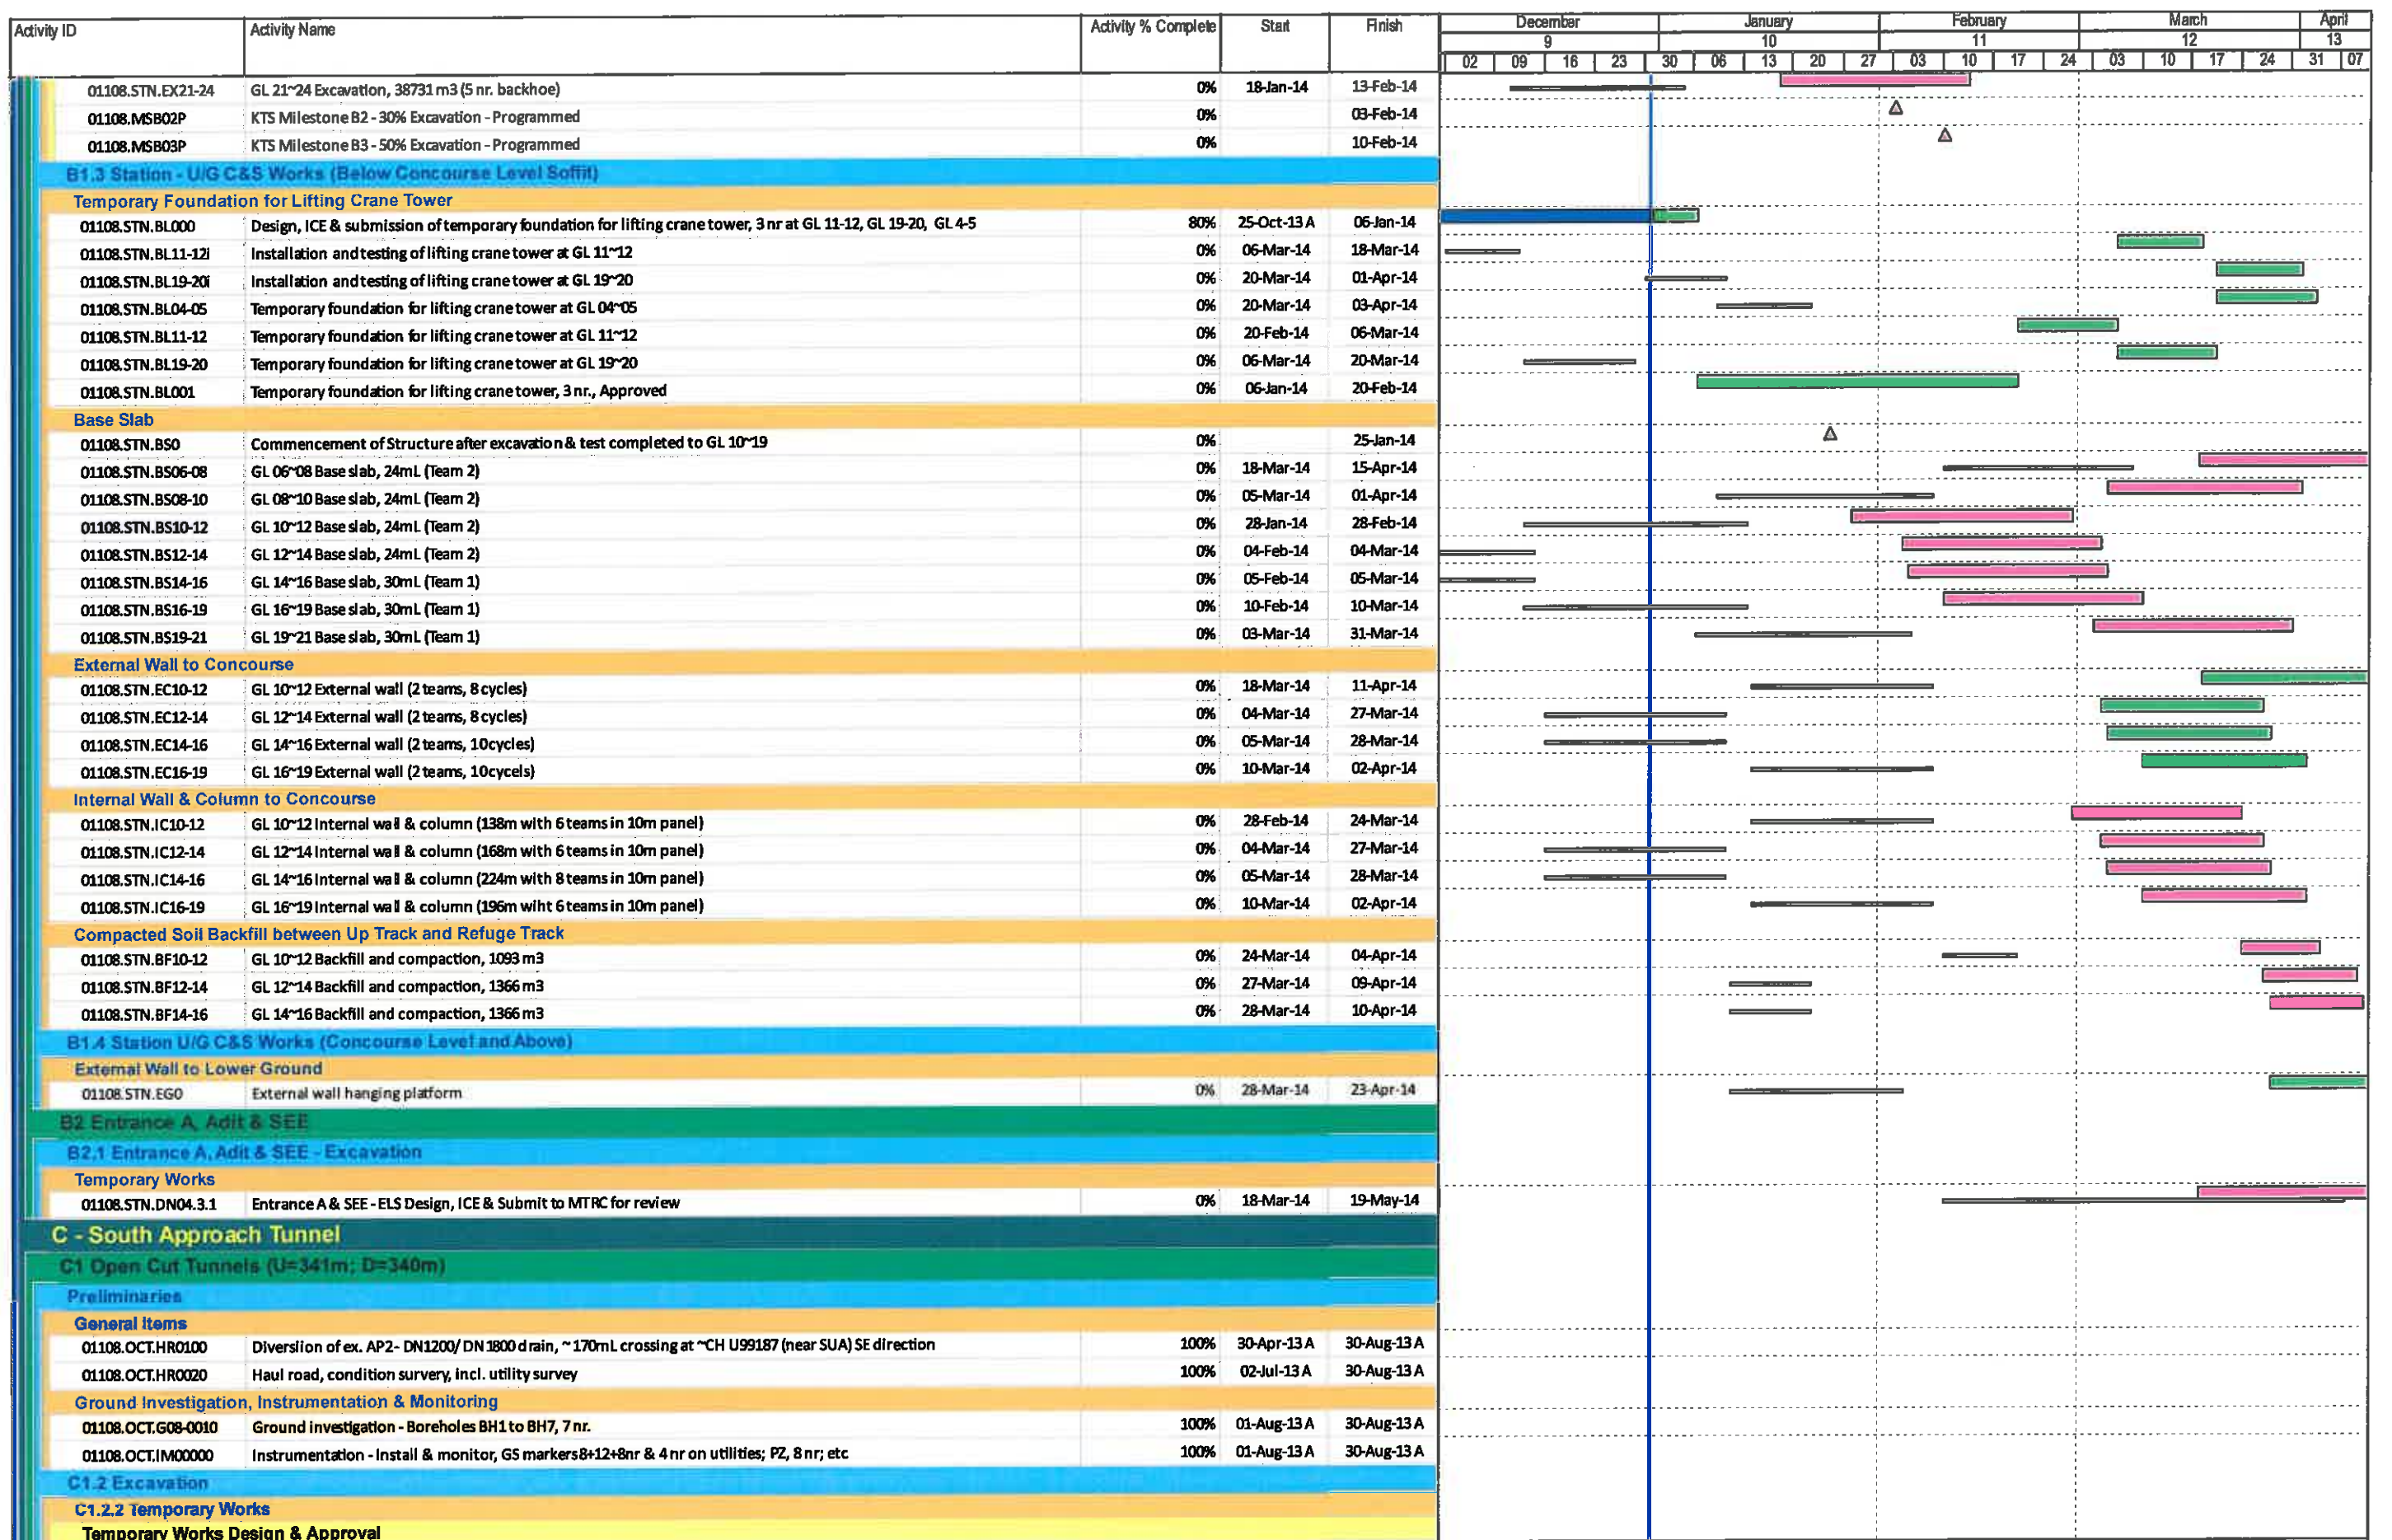 Activity ID Activity Name Activity % Complete Start Finish December January February March April
9 10 11 12 13
02 09 16 23 30 06 13 20 27 03 10 17 24 03 10 17 24 31 07
01108.STN.EX21-24 GL 21~24 Excavation, 38731 m3 (5 nr. backhoe) 0% 18-Jan-14 13-Feb-14
01108.MSB02P KTS Milestone B2 - 30% Excavation - Programmed 0% 03-Feb-14
01108.MSB03P KTS Milestone B3 - 50% Excavation - Programmed 0% 10-Feb-14
B1.3 Station - U/G C&S Works (Below Concourse Level Soffit)
Temporary Foundation for Lifting Crane Tower
01108.STN.BL000 Design, ICE & submission of temporary foundation for lifting crane tower, 3 nr at GL 11-12, GL 19-20, GL 4-5 80% 25-Oct-13 A 06-Jan-14
01108.STN.BL11-12i Installation and testing of lifting crane tower at GL 11~12 0% 06-Mar-14 18-Mar-14
01108.STN.BL19-20i Installation and testing of lifting crane tower at GL 19~20 0% 20-Mar-14 01-Apr-14
01108.STN.BL04-05 Temporary foundation for lifting crane tower at GL 04~05 0% 20-Mar-14 03-Apr-14
01108.STN.BL11-12 Temporary foundation for lifting crane tower at GL 11~12 0% 20-Feb-14 06-Mar-14
01108.STN.BL19-20 Temporary foundation for lifting crane tower at GL 19~20 0% 06-Mar-14 20-Mar-14
01108.STN.BL001 Temporary foundation for lifting crane tower, 3 nr., Approved 0% 06-Jan-14 20-Feb-14
Base Slab
01108.STN.BS0 Commencement of Structure after excavation & test completed to GL 10~19 0% 25-Jan-14
01108.STN.BS06-08 GL 06~08 Base slab, 24mL (Team 2) 0% 18-Mar-14 15-Apr-14
01108.STN.BS08-10 GL 08~10 Base slab, 24mL (Team 2) 0% 05-Mar-14 01-Apr-14
01108.STN.BS10-12 GL 10~12 Base slab, 24mL (Team 2) 0% 28-Jan-14 28-Feb-14
01108.STN.BS12-14 GL 12~14 Base slab, 24mL (Team 2) 0% 04-Feb-14 04-Mar-14
01108.STN.BS14-16 GL 14~16 Base slab, 30mL (Team 1) 0% 05-Feb-14 05-Mar-14
01108.STN.BS16-19 GL 16~19 Base slab, 30mL (Team 1) 0% 10-Feb-14 10-Mar-14
01108.STN.BS19-21 GL 19~21 Base slab, 30mL (Team 1) 0% 03-Mar-14 31-Mar-14
External Wall to Concourse
01108.STN.EC10-12 GL 10~12 External wall (2 teams, 8 cycles) 0% 18-Mar-14 11-Apr-14
01108.STN.EC12-14 GL 12~14 External wall (2 teams, 8 cycles) 0% 04-Mar-14 27-Mar-14
01108.STN.EC14-16 GL 14~16 External wall (2 teams, 10cycles) 0% 05-Mar-14 28-Mar-14
01108.STN.EC16-19 GL 16~19 External wall (2 teams, 10cycels) 0% 10-Mar-14 02-Apr-14
Internal Wall & Column to Concourse
01108.STN.IC10-12 GL 10~12 Internal wall & column (138m with 6 teams in 10m panel) 0% 28-Feb-14 24-Mar-14
01108.STN.IC12-14 GL 12~14 Internal wall & column (168m with 6 teams in 10m panel) 0% 04-Mar-14 27-Mar-14
01108.STN.IC14-16 GL 14~16 Internal wall & column (224m with 8 teams in 10m panel) 0% 05-Mar-14 28-Mar-14
01108.STN.IC16-19 GL 16~19 Internal wall & column (196m wiht 6 teams in 10m panel) 0% 10-Mar-14 02-Apr-14
Compacted Soil Backfill between Up Track and Refuge Track
01108.STN.BF10-12 GL 10~12 Backfill and compaction, 1093 m3 0% 24-Mar-14 04-Apr-14
01108.STN.BF12-14 GL 12~14 Backfill and compaction, 1366 m3 0% 27-Mar-14 09-Apr-14
01108.STN.BF14-16 GL 14~16 Backfill and compaction, 1366 m3 0% 28-Mar-14 10-Apr-14
B1.4 Station U/G C&S Works (Concourse Level and Above)
External Wall to Lower Ground
01108.STN.EG0 External wall hanging platform 0% 28-Mar-14 23-Apr-14
B2 Entrance A, Adit & SEE
B2.1 Entrance A, Adit & SEE - Excavation
Temporary Works
01108.STN.DN04.3.1 Entrance A & SEE - ELS Design, ICE & Submit to MTRC for review 0% 18-Mar-14 19-May-14
C - South Approach Tunnel
C1 Open Cut Tunnels (U=341m; D=340m)
Preliminaries
General Items
01108.OCT.HR0100 Diverslion of ex. AP2- DN1200/ DN 1800 drain, ~ 170mL crossing at ~CH U99187 (near SUA) SE direction 100% 30-Apr-13 A 30-Aug-13 A
01108.OCT.HR0020 Haul road, condition survery, incl. utility survey 100% 02-Jul-13 A 30-Aug-13 A
Ground Investigation, Instrumentation & Monitoring
01108.OCT.G08-0010 Ground investigation - Boreholes BH1 to BH7, 7 nr. 100% 01-Aug-13 A 30-Aug-13 A
01108.OCT.IM00000 Instrumentation - Install & monitor, GS markers 8+12+8nr & 4 nr on utilities; PZ, 8 nr; etc 100% 01-Aug-13 A 30-Aug-13 A
C1.2 Excavation
C1.2.2 Temporary Works
Temporary Works Design & Approval